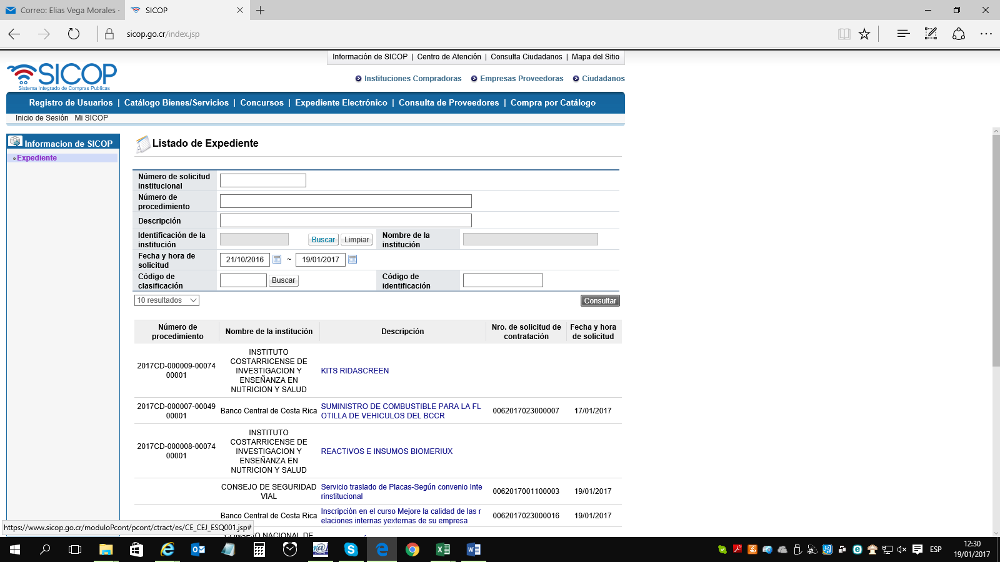 Correo: Elias Vega Morales -
SICOP
sicop.go.cr/index.jsp
Información de SICOP | Centro de Atención | Consulta Ciudadanos | Mapa del Sitio
SICOP
Sistema Integrado de Compras Públicas
Instituciones Compradoras Empresas Proveedoras Ciudadanos
Registro de Usuarios | Catálogo Bienes/Servicios | Concursos | Expediente Electrónico | Consulta de Proveedores | Compra por Catálogo
Inicio de Sesión Mi SICOP
Informacion de SICOP
Expediente
Listado de Expediente
Número de solicitud
institucional
Número de
procedimiento
Descripción
Identificación de la
institución
Buscar Limpiar
Nombre de la
institución
Fecha y hora de
solicitud
21/10/2016 ~ 19/01/2017
Código de
clasificación
Buscar
Código de
identificación
10 resultados
Consultar
Número de
procedimiento
Nombre de la institución
Descripción
Nro. de solicitud de
contratación
Fecha y hora
de solicitud
2017CD-000009-00074
00001
INSTITUTO
COSTARRICENSE DE
INVESTIGACION Y
ENSEÑANZA EN
NUTRICION Y SALUD
KITS RIDASCREEN
2017CD-000007-00049
00001
Banco Central de Costa Rica
SUMINISTRO DE COMBUSTIBLE PARA LA FL
OTILLA DE VEHICULOS DEL BCCR
0062017023000007
17/01/2017
2017CD-000008-00074
00001
INSTITUTO
COSTARRICENSE DE
INVESTIGACION Y
ENSEÑANZA EN
NUTRICION Y SALUD
REACTIVOS E INSUMOS BIOMERIUX
CONSEJO DE SEGURIDAD
VIAL
Servicio traslado de Placas-Según convenio Inte
rinstitucional
0062017001100003
19/01/2017
Banco Central de Costa Rica
Inscripción en el curso Mejore la calidad de las r
elaciones internas yexternas de su empresa
0062017023000016
19/01/2017
NACIONAL DE
https://www.sicop.go.cr/moduloPcont/pcont/ctract/es/CE_CEJ_ESQ001.jsp#
ESP
12:30
19/01/2017